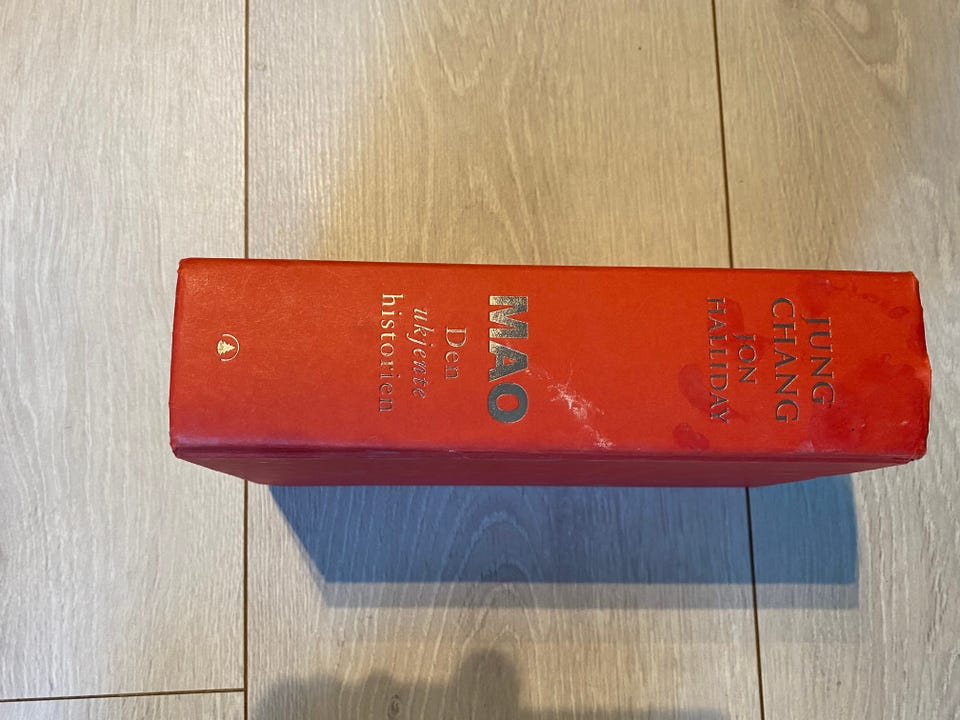 JUNG
CHANG
JON
HALLIDAY
MAO
Den
ukjente
historien